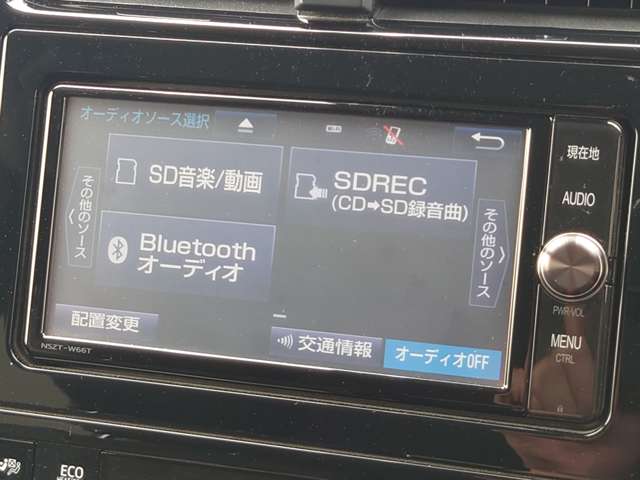 オーディオソース選択
Wi-Fi
現在地
SD音楽/動画
SDREC
(CD➡SD録音曲)
AUDIO
その他のソース
その他のソース
Bluetooth
オーディオ
PWR-VOL
配置変更
交通情報
オーディオOFF
MENU
CTRL
NSZT-W66T
ECO